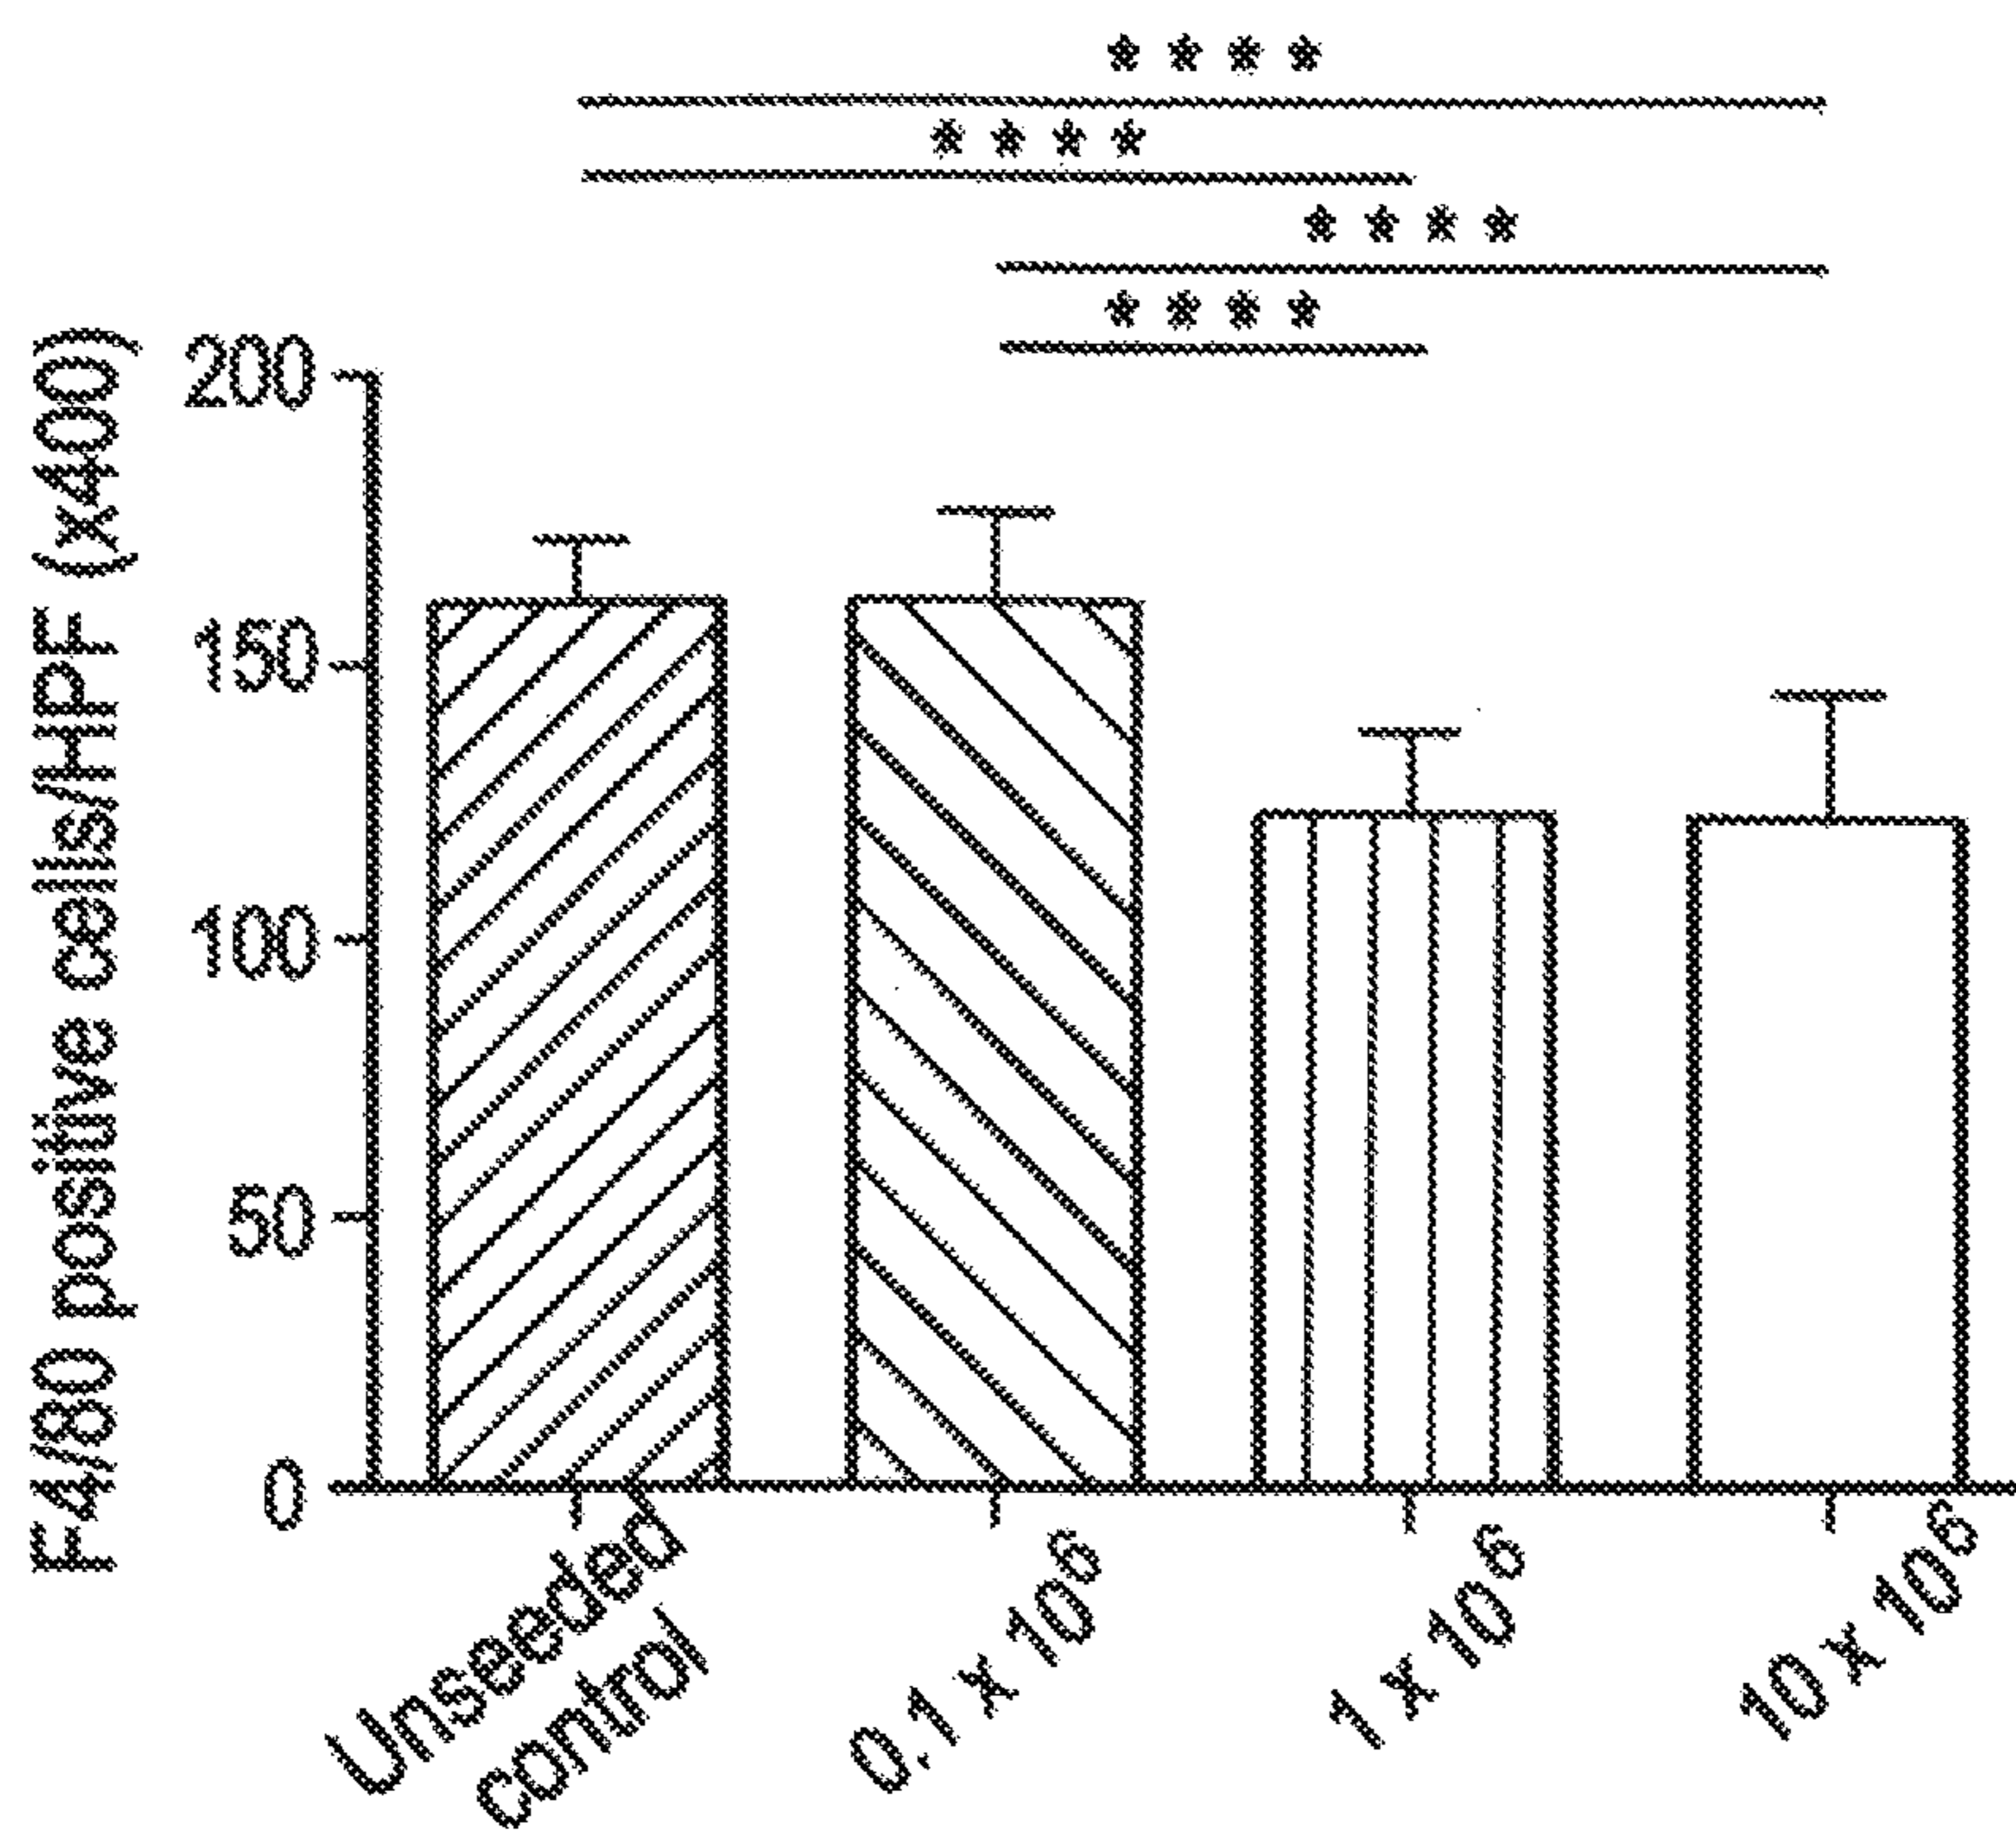 * * * *
* * * *
* * * *
* * * *
F4/80 positive cells/HPF (x400)
200
150
100
50
0
Unseeded
control
0.1 x 10⁶
1 x 10⁶
10 x 10⁶